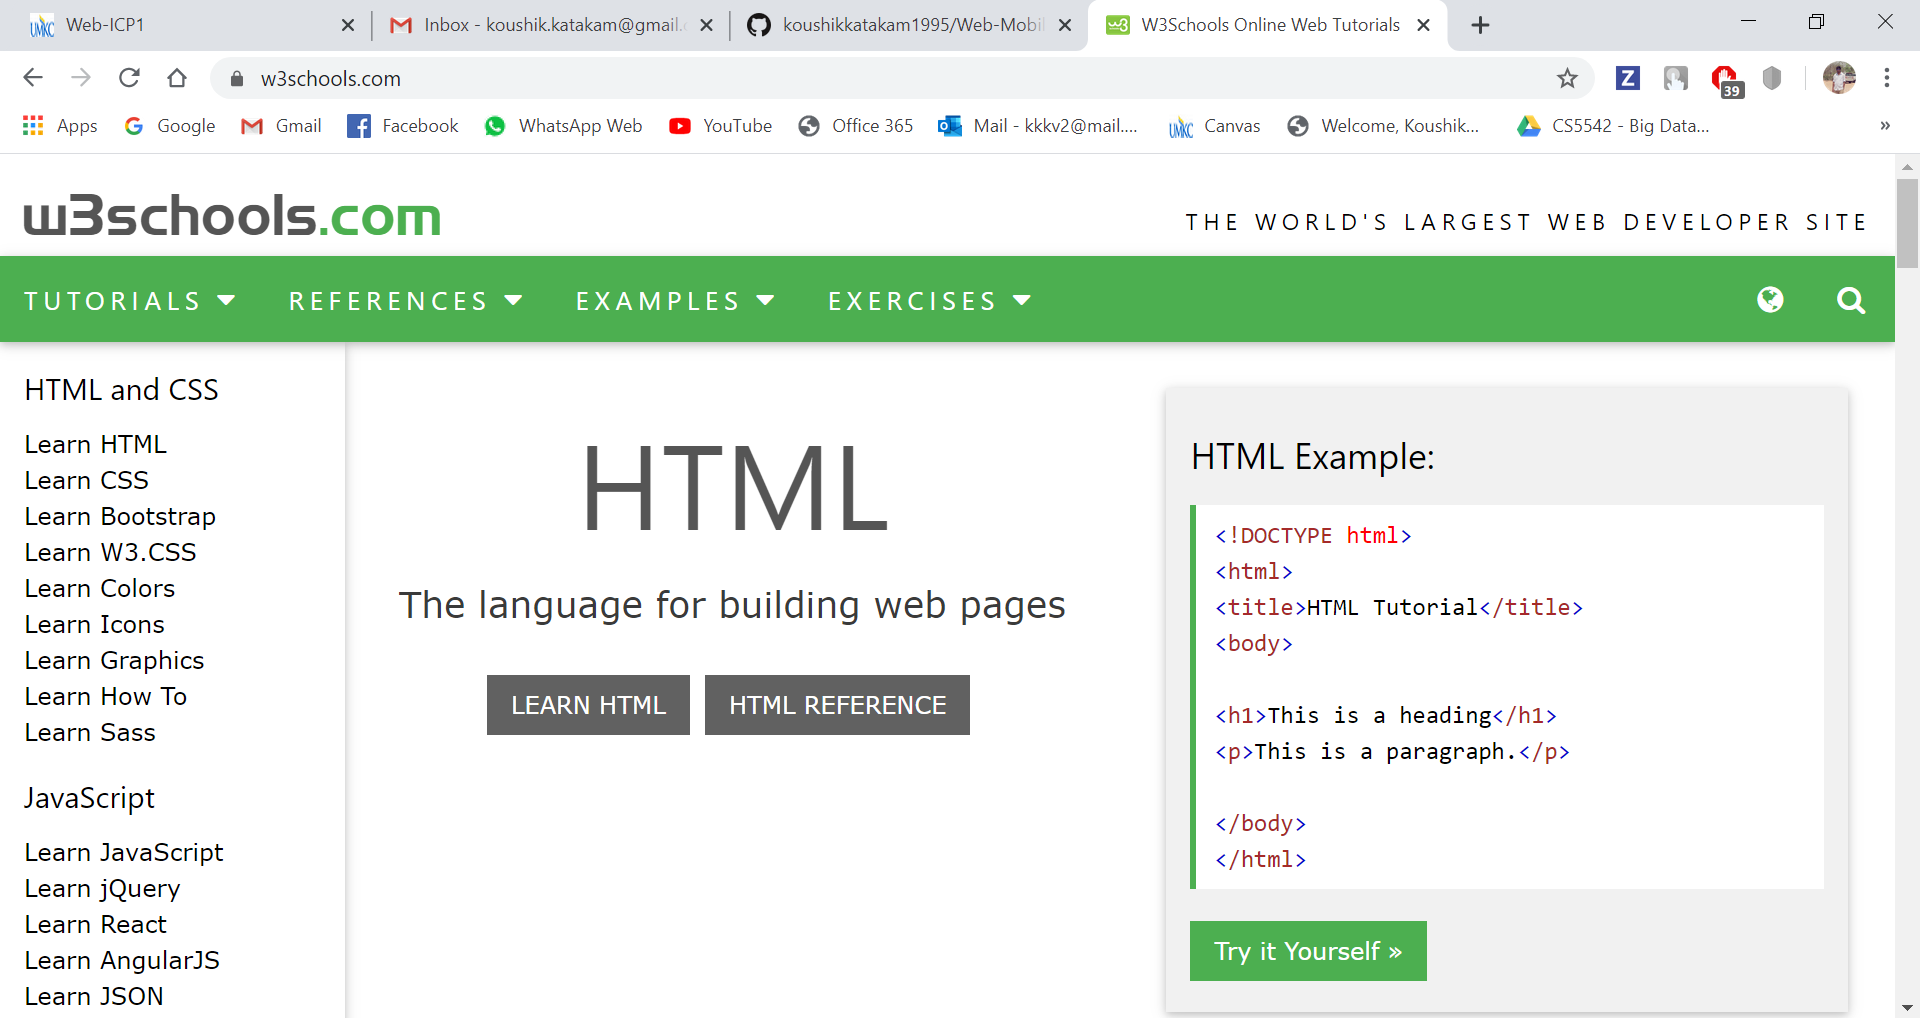 Web-ICP1
Inbox - koushik.katakam@gmail.c
koushikkatakam1995/Web-Mobil
W3Schools Online Web Tutorials
w3schools.com
Z
39
Apps
Google
Gmail
Facebook
WhatsApp Web
YouTube
Office 365
Mail - kkkv2@mail....
UMKC
Canvas
Welcome, Koushik...
CS5542 - Big Data...
»
w3schools.com
THE WORLD'S LARGEST WEB DEVELOPER SITE
TUTORIALS
REFERENCES
EXAMPLES
EXERCISES
HTML and CSS
Learn HTML
Learn CSS
Learn Bootstrap
Learn W3.CSS
Learn Colors
Learn Icons
Learn Graphics
Learn How To
Learn Sass
JavaScript
Learn JavaScript
Learn jQuery
Learn React
Learn AngularJS
Learn JSON
HTML
The language for building web pages
LEARN HTML
HTML REFERENCE
HTML Example:
<!DOCTYPE html>
<html>
<title>HTML Tutorial</title>
<body>
<h1>This is a heading</h1>
<p>This is a paragraph.</p>
</body>
</html>
Try it Yourself »